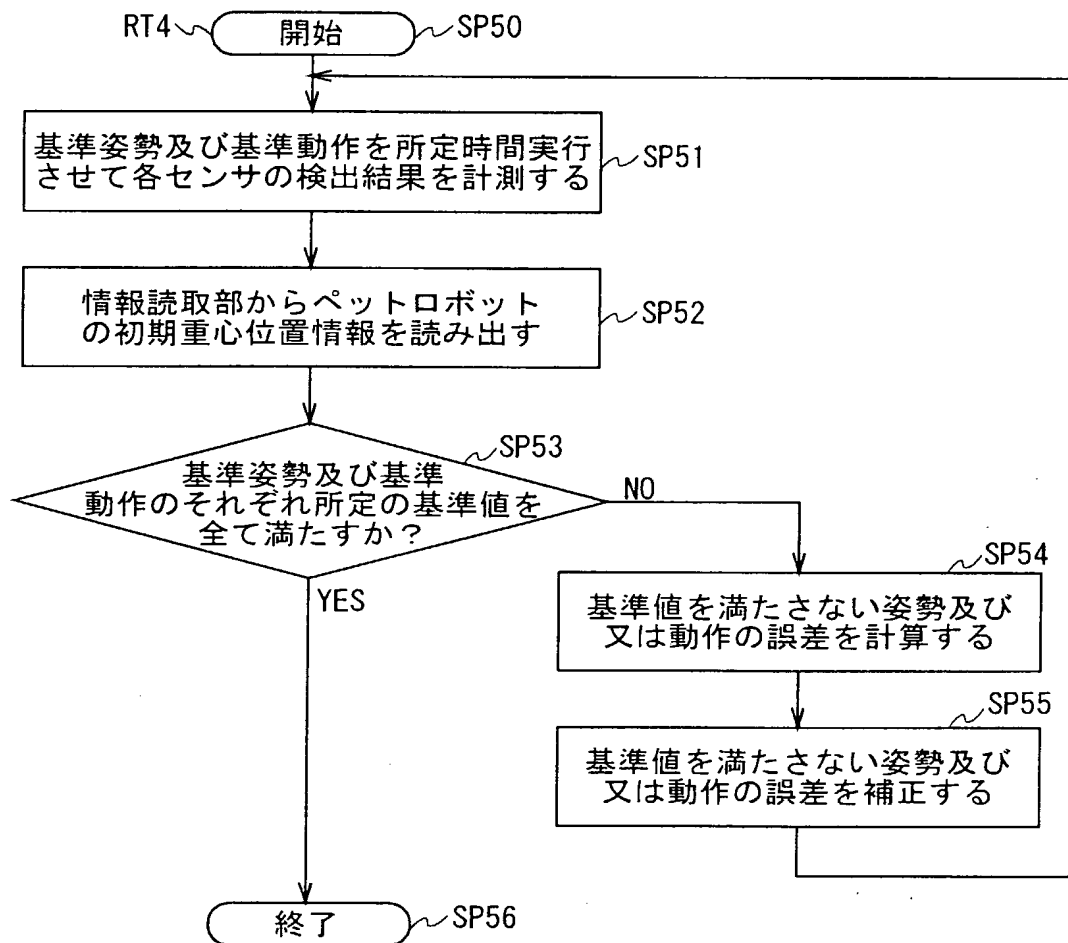 RT4
開始
SP50
基準姿勢及び基準動作を所定時間実行
させて各センサの検出結果を計測する
SP51
情報読取部からペットロボット
の初期重心位置情報を読み出す
SP52
SP53
基準姿勢及び基準
動作のそれぞれ所定の基準値を
全て満たすか？
NO
YES
SP54
基準値を満たさない姿勢及び
又は動作の誤差を計算する
SP55
基準値を満たさない姿勢及び
又は動作の誤差を補正する
終了
SP56